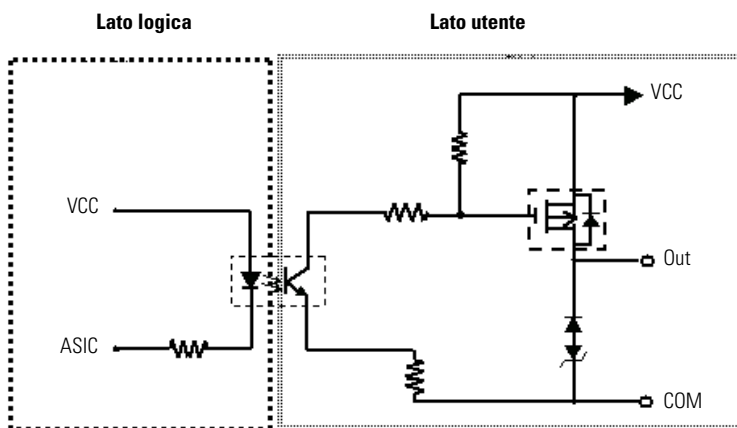 Lato logica
Lato utente
VCC
VCC
Out
ASIC
COM